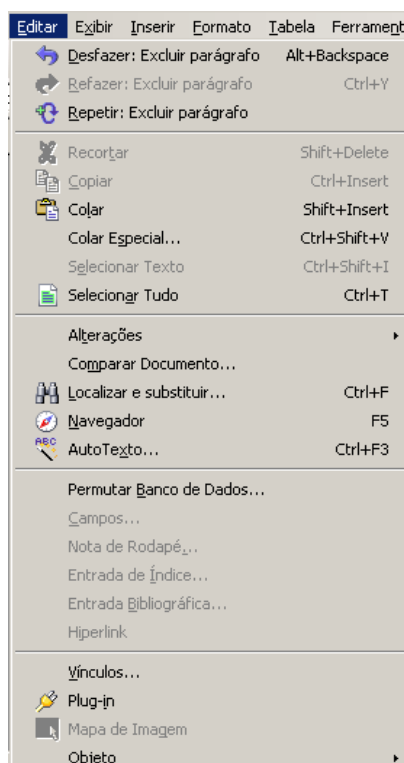 Editar Exibir Inserir Formato Tabela Ferrament
Desfazer: Excluir parágrafo Alt+Backspace
Refazer: Excluir parágrafo Ctrl+Y
Repetir: Excluir parágrafo
Recortar Shift+Delete
Copiar Ctrl+Insert
Colar Shift+Insert
Colar Especial... Ctrl+Shift+V
Selecionar Texto Ctrl+Shift+I
Selecionar Tudo Ctrl+T
Alterações
Comparar Documento...
Localizar e substituir... Ctrl+F
Navegador F5
ABC
AutoTexto... Ctrl+F3
Permutar Banco de Dados...
Campos...
Nota de Rodapé...
Entrada de Índice...
Entrada Bibliográfica...
Hiperlink
Vínculos...
Plug-in
Mapa de Imagem
Objeto